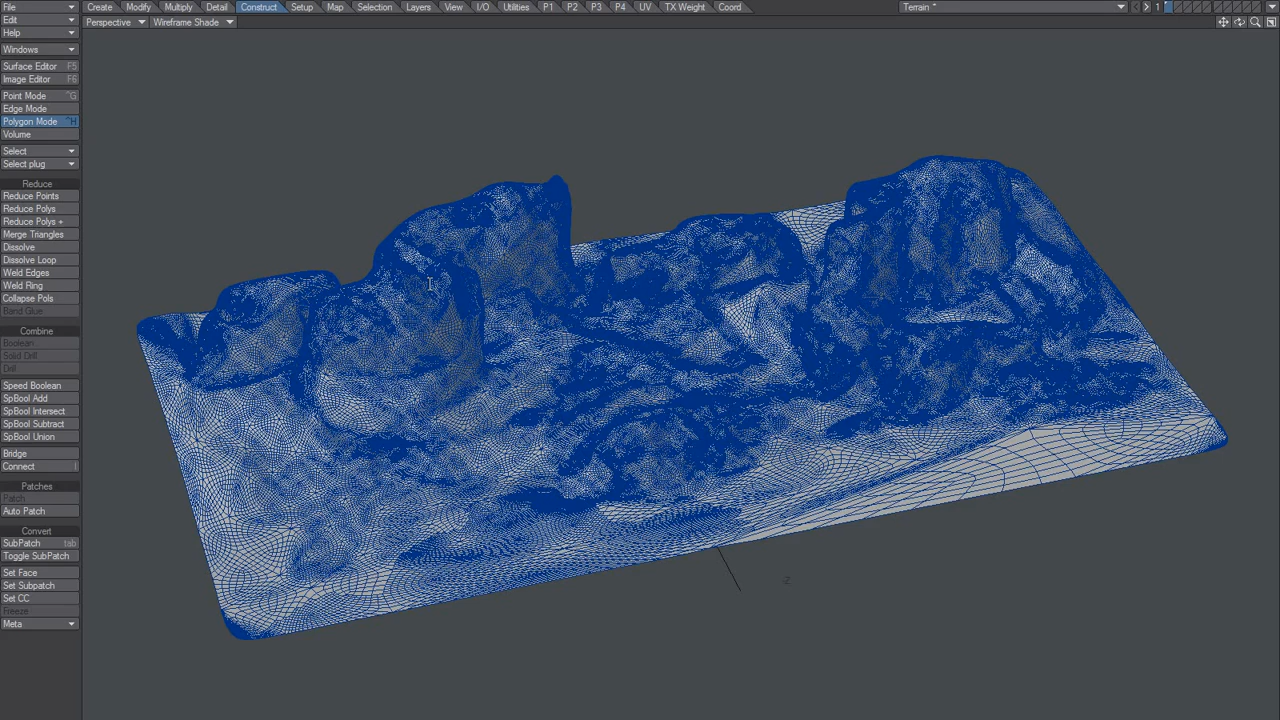 File Create Modify Multiply Detail Construct Setup Map Selection Layers View I/O Utilities P1 P2 P3 P4 UV TX Weight Coord Terrain * 1
Edit Perspective Wireframe Shade
Help
Windows
Surface Editor F5
Image Editor F6
Point Mode ^G
Edge Mode
Polygon Mode ^H
Volume
Select
Select plug
Reduce
Reduce Points
Reduce Polys
Reduce Polys +
Merge Triangles
Dissolve
Dissolve Loop
Weld Edges
Weld Ring
Collapse Pols
Band Glue
Combine
Boolean
Solid Drill
Drill
Speed Boolean
SpBool Add
SpBool Intersect
SpBool Subtract
SpBool Union
Bridge
Connect l
Patches
Patch
Auto Patch
Convert
SubPatch tab
Toggle SubPatch
Set Face
Set Subpatch
Set CC
Freeze
Meta
-Z